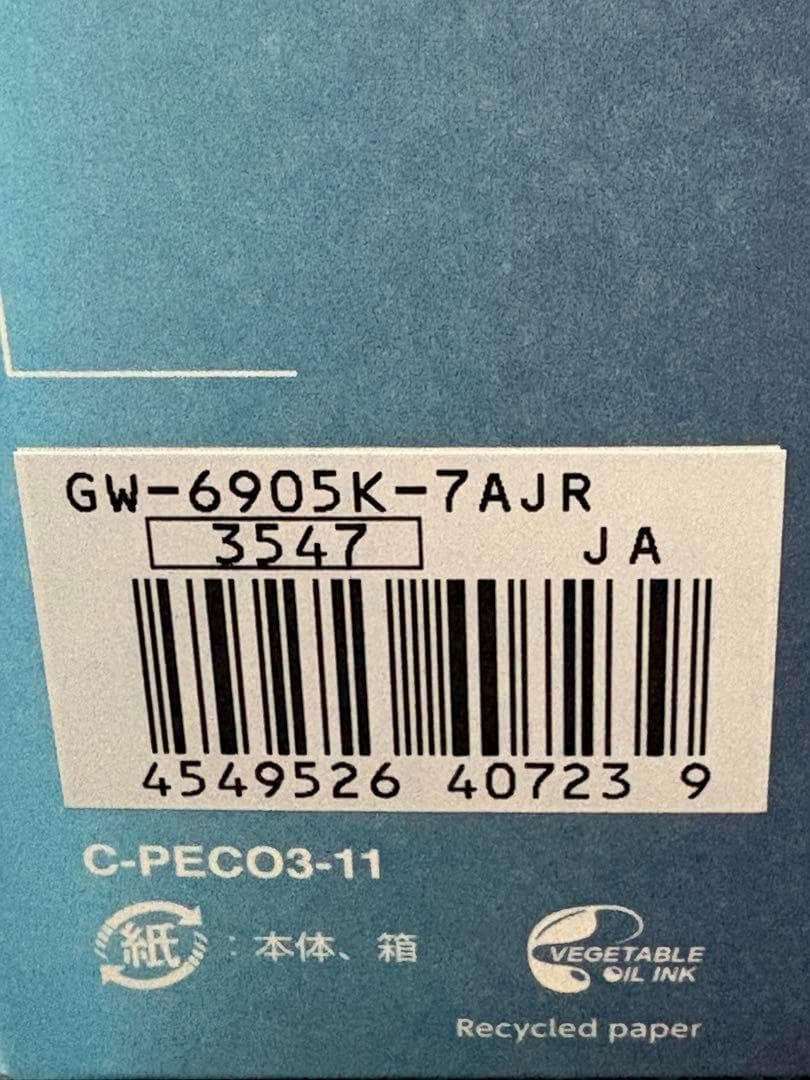 GW-6905K-7AJR
3547 JA
4549526 40723 9
C-PECO3-11
紙 : 本体、箱
VEGETABLE
OIL INK
Recycled paper